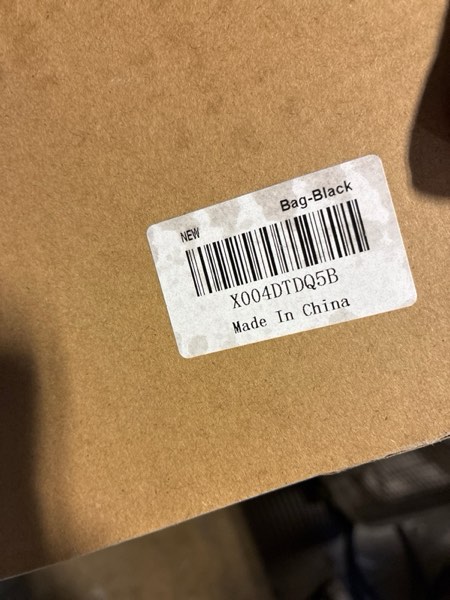 Bag-Black
NEW
X004DTDQ5B
Made In China